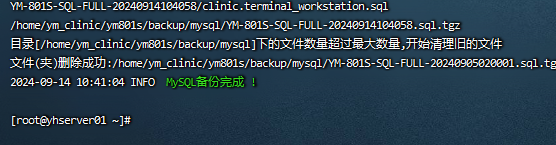 YM-801S-SQL-FULL-20240914104058/clinic.terminal_workstation.sql
/home/ym_clinic/ym801s/backup/mysql/YM-801S-SQL-FULL-20240914104058.sql.tgz
目录[/home/ym_clinic/ym801s/backup/mysql]下的文件数量超过最大数量,开始清理旧的文件
文件(夹)删除成功:/home/ym_clinic/ym801s/backup/mysql/YM-801S-SQL-FULL-20240905020001.sql.tg
2024-09-14 10:41:04 INFO  MySQL备份完成 !
[root@yhserver01 ~]#